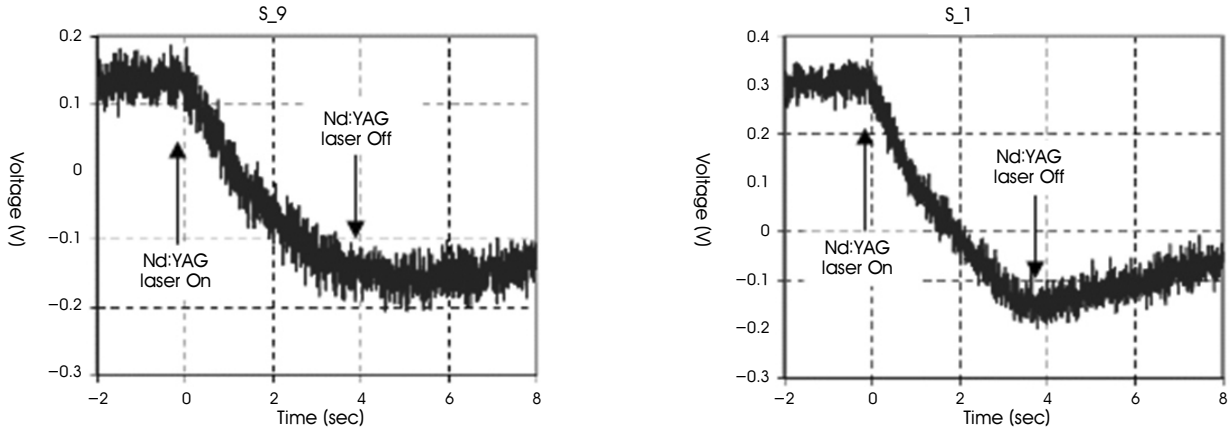 S_9
0.2
0.1
0
−0.1
−0.2
−0.3
Voltage (V)
Nd:YAG
laser On
Nd:YAG
laser Off
−2
0
2
4
6
8
Time (sec)
S_1
0.4
0.3
0.2
0.1
0
−0.1
−0.2
−0.3
Voltage (V)
Nd:YAG
laser On
Nd:YAG
laser Off
−2
0
2
4
6
8
Time (sec)